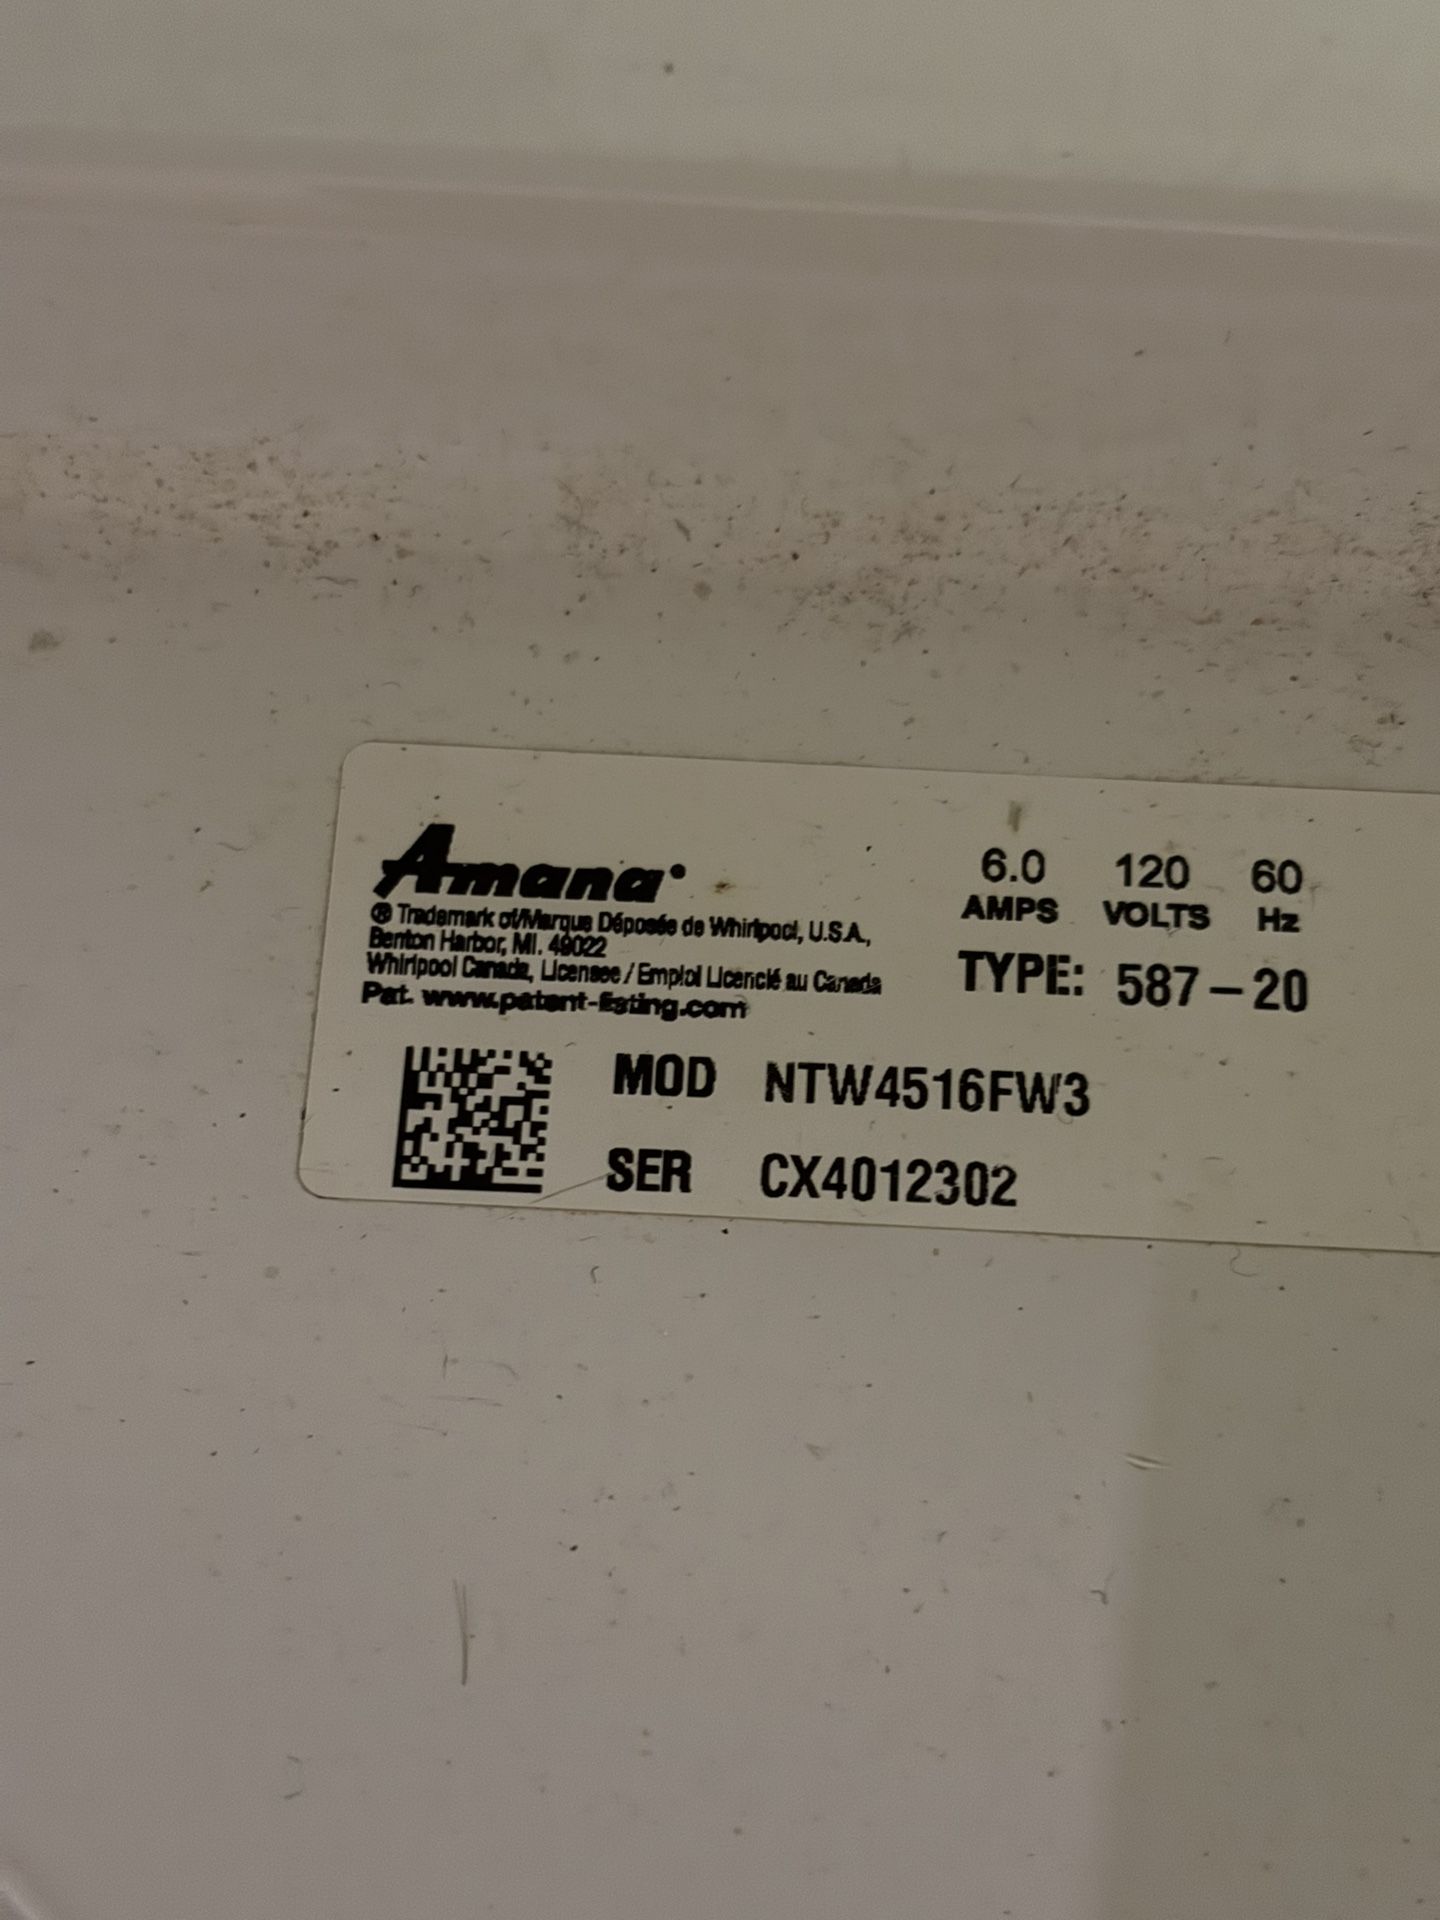 Amana®
® Trademark of/Marque Déposée de Whirlpool, U.S.A.,
Benton Harbor, MI. 49022
Whirlpool Canada, Licensee / Emploi Licencié au Canada
Pat. www.patent-listing.com
6.0 120 60
AMPS VOLTS Hz
TYPE: 587-20
MOD NTW4516FW3
SER CX4012302